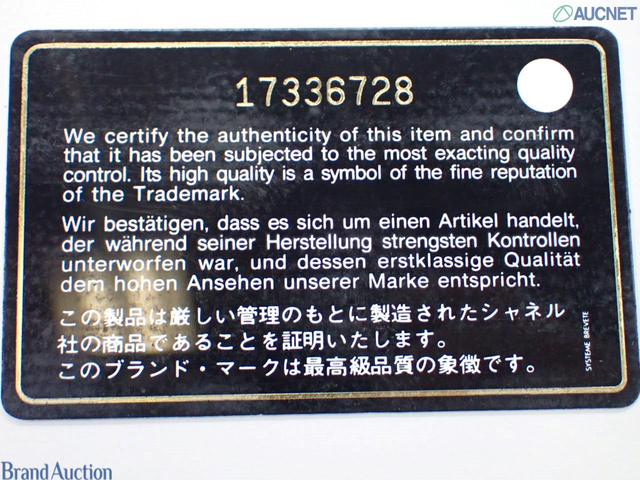 AUCNET
17336728
We certify the authenticity of this item and confirm
that it has been subjected to the most exacting quality
control. Its high quality is a symbol of the fine reputation
of the Trademark.
Wir bestätigen, dass es sich um einen Artikel handelt,
der während seiner Herstellung strengsten Kontrollen
unterworfen war, und dessen erstklassige Qualität
dem hohen Ansehen unserer Marke entspricht.
この製品は厳しい管理のもとに製造されたシャネル
社の商品であることを証明いたします。
このブランド・マークは最高級品質の象徴です。
SYSTEME BREVETE
Brand Auction